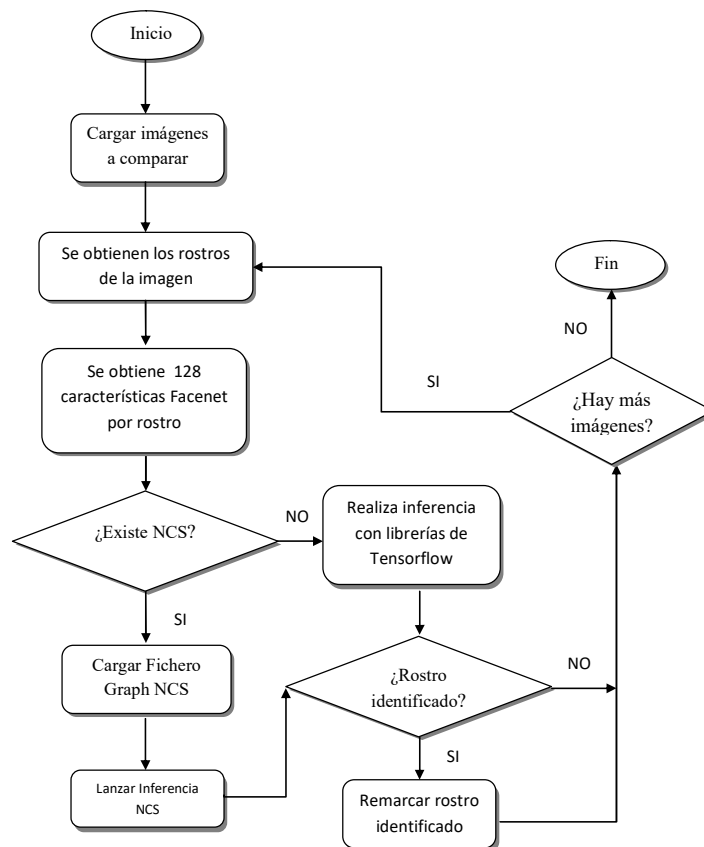 Inicio
Cargar imágenes
a comparar
Se obtienen los rostros
de la imagen
Fin
NO
SI
Se obtiene 128
características Facenet
por rostro
¿Hay más
imágenes?
¿Existe NCS?
NO
Realiza inferencia
con librerías de
Tensorflow
SI
Cargar Fichero
Graph NCS
¿Rostro
identificado?
NO
SI
Lanzar Inferencia
NCS
Remarcar rostro
identificado